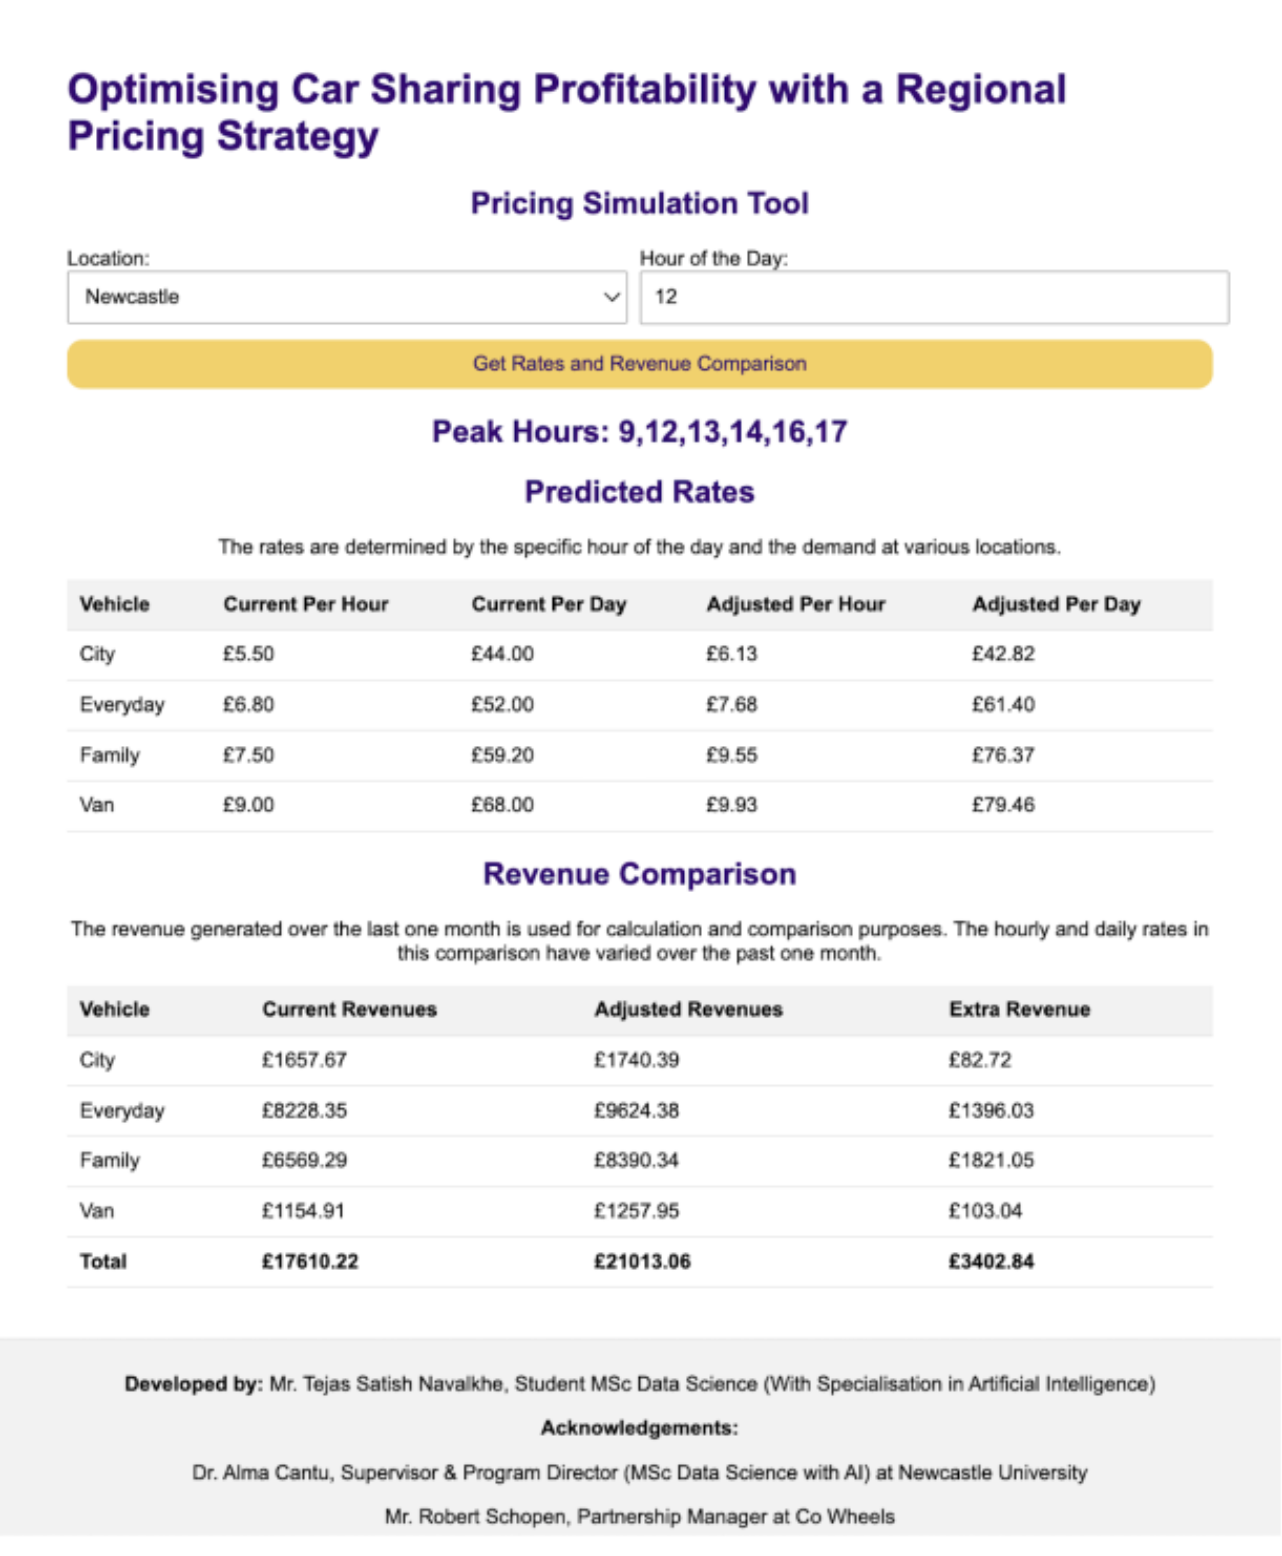 Optimising Car Sharing Profitability with a Regional
Pricing Strategy
Pricing Simulation Tool
Location: Hour of the Day:
Newcastle 12
Get Rates and Revenue Comparison
Peak Hours: 9,12,13,14,16,17
Predicted Rates
The rates are determined by the specific hour of the day and the demand at various locations.
Vehicle Current Per Hour Current Per Day Adjusted Per Hour Adjusted Per Day
City £5.50 £44.00 £6.13 £42.82
Everyday £6.80 £52.00 £7.68 £61.40
Family £7.50 £59.20 £9.55 £76.37
Van £9.00 £68.00 £9.93 £79.46
Revenue Comparison
The revenue generated over the last one month is used for calculation and comparison purposes. The hourly and daily rates in
this comparison have varied over the past one month.
Vehicle Current Revenues Adjusted Revenues Extra Revenue
City £1657.67 £1740.39 £82.72
Everyday £8228.35 £9624.38 £1396.03
Family £6569.29 £8390.34 £1821.05
Van £1154.91 £1257.95 £103.04
Total £17610.22 £21013.06 £3402.84
Developed by: Mr. Tejas Satish Navalkhe, Student MSc Data Science (With Specialisation in Artificial Intelligence)
Acknowledgements:
Dr. Alma Cantu, Supervisor & Program Director (MSc Data Science with AI) at Newcastle University
Mr. Robert Schopen, Partnership Manager at Co Wheels